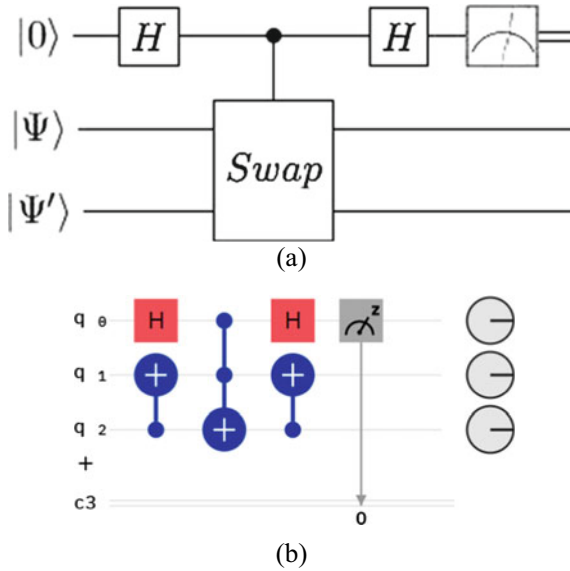 |0⟩ H H
|Ψ⟩
Swap
|Ψ'⟩
(a)
q 0 H H z
q 1 + +
q 2 +
+
c3
0
(b)